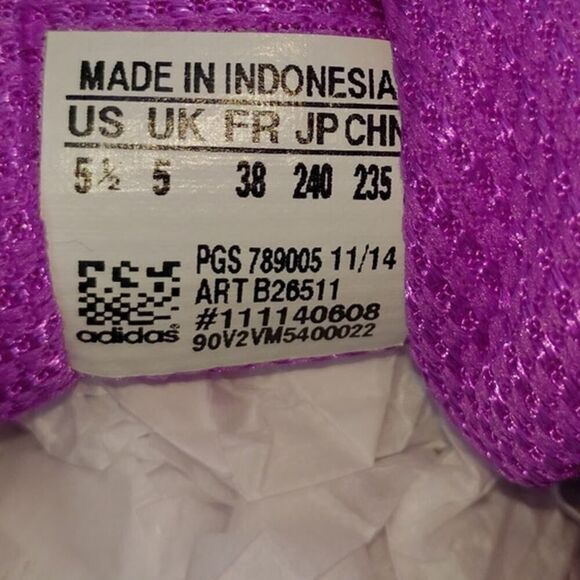 MADE IN INDONESIA
US UK FR JP CHN
5½ 5 38 240 235
PGS 789005 11/14
ART B26511
#111140608
90V2VM5400022
adidas